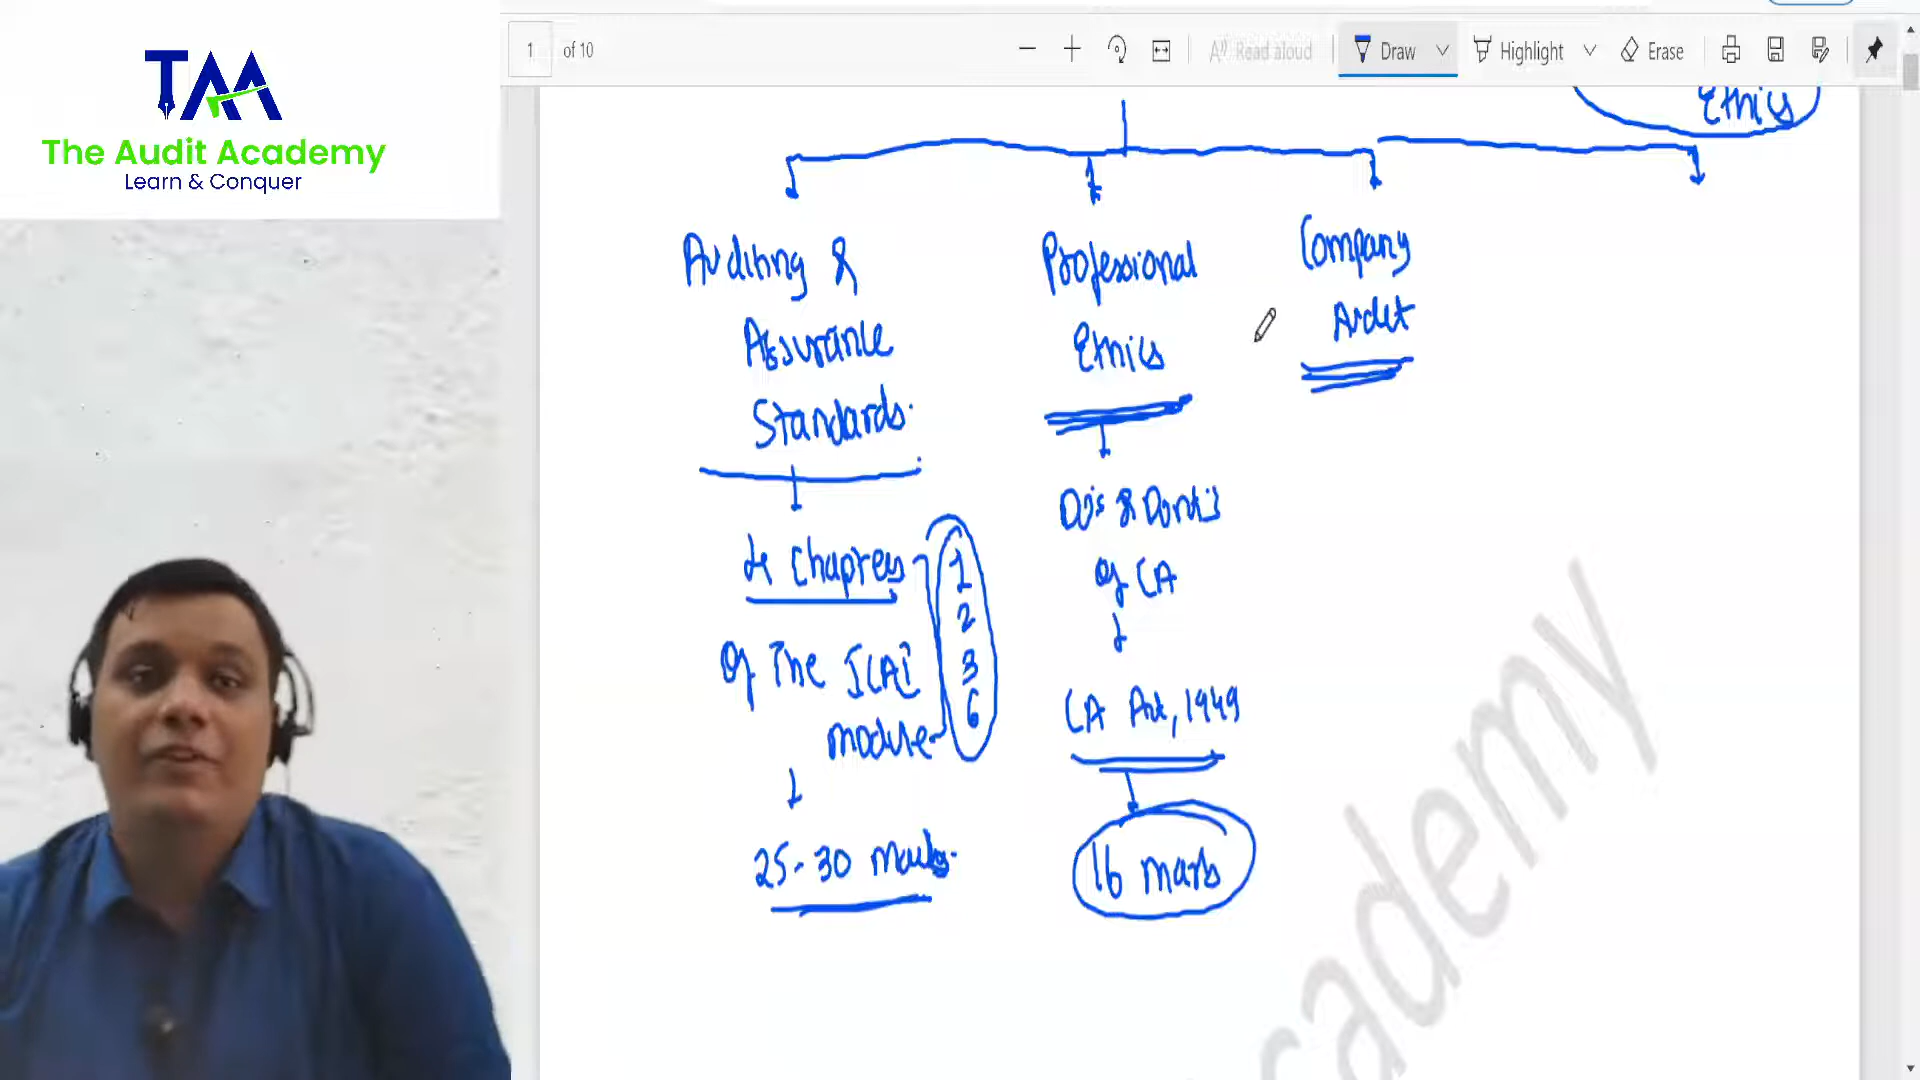 TAA
The Audit Academy
Learn & Conquer
1 of 10
Read aloud
Draw
Highlight
Erase
Ethics
Auditing &
Assurance
Standards.
4 Chapters
of The ICAI
module
1
2
3
6
25-30 Marks.
Professional
Ethics
Do's & Dont's
of CA
CA Act, 1949
16 marks
Company
Audit
cademy